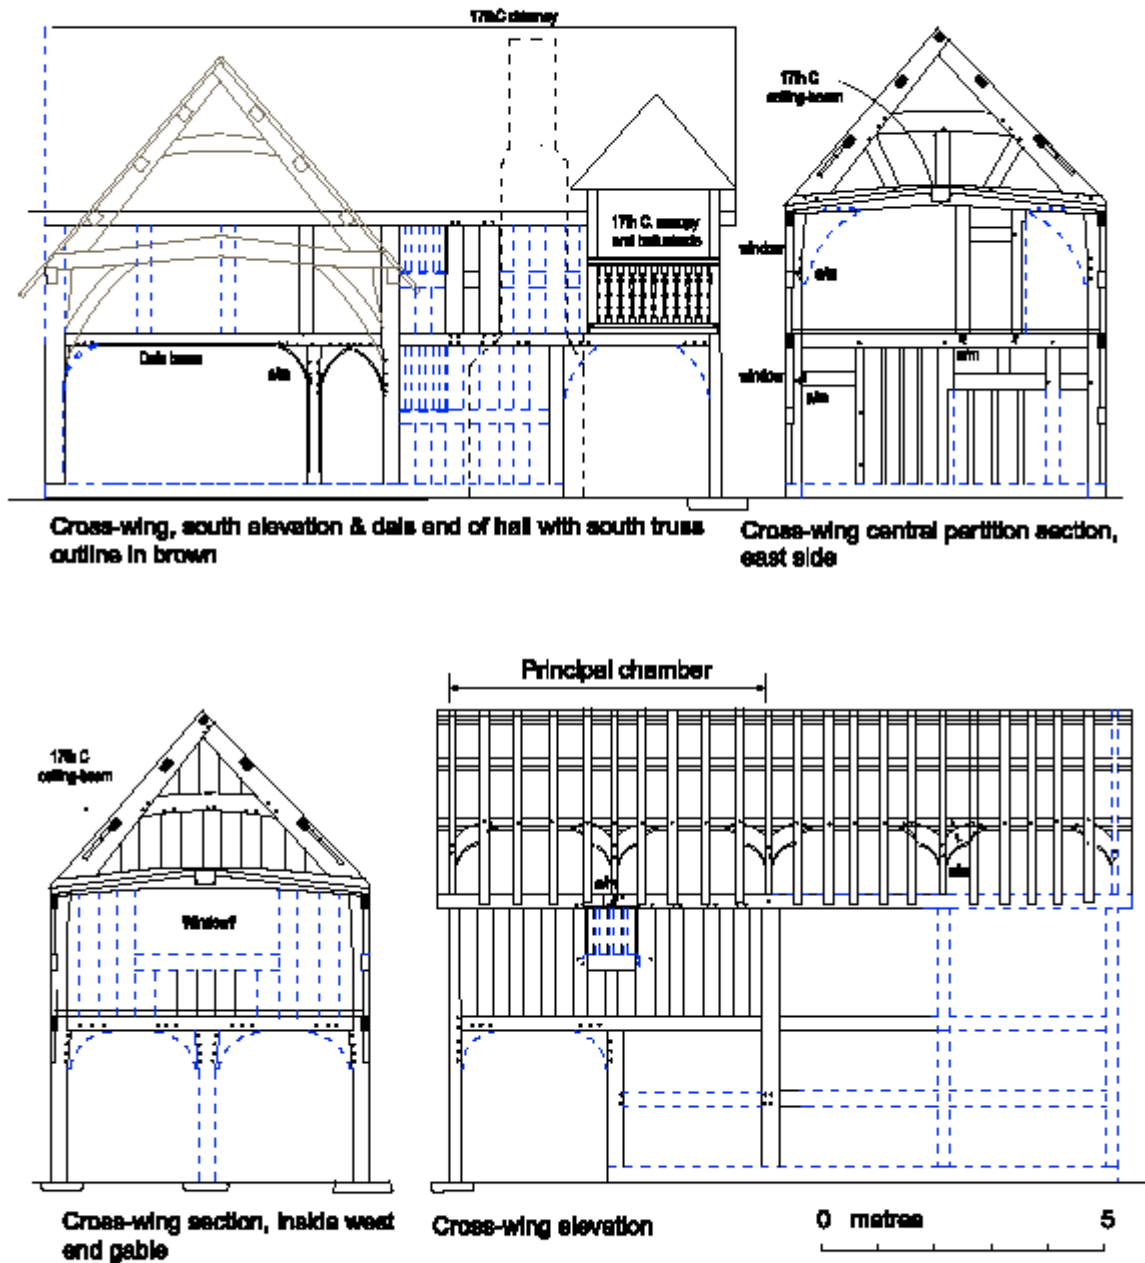 17th C chimney
17th C
ceiling-beam
17th C. canopy
and balustrade
window
Dais beam
window
Cross-wing, south elevation & dais end of hall with south truss
outline in brown
Cross-wing central partition section,
east side
Principal chamber
17th C
ceiling-beam
Window?
Cross-wing section, inside west
end gable
Cross-wing elevation
0 metres 5